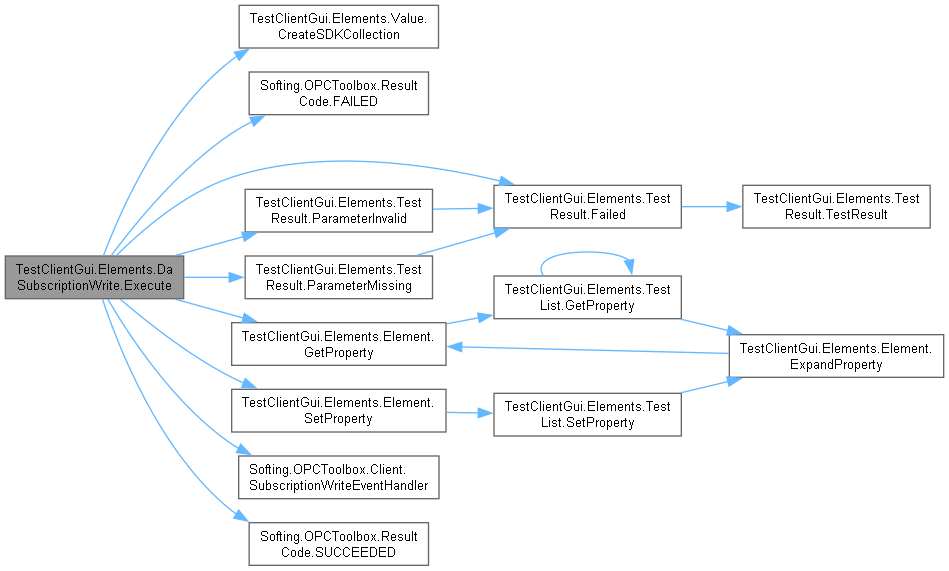 TestClientGui.Elements.Value.
CreateSDKCollection
Softing.OPCToolbox.Result
Code.FAILED
TestClientGui.Elements.Test
Result.ParameterInvalid
TestClientGui.Elements.Test
Result.Failed
TestClientGui.Elements.Test
Result.TestResult
TestClientGui.Elements.Da
SubscriptionWrite.Execute
TestClientGui.Elements.Test
Result.ParameterMissing
TestClientGui.Elements.Test
List.GetProperty
TestClientGui.Elements.Element.
GetProperty
TestClientGui.Elements.Element.
ExpandProperty
TestClientGui.Elements.Element.
SetProperty
TestClientGui.Elements.Test
List.SetProperty
Softing.OPCToolbox.Client.
SubscriptionWriteEventHandler
Softing.OPCToolbox.Result
Code.SUCCEEDED